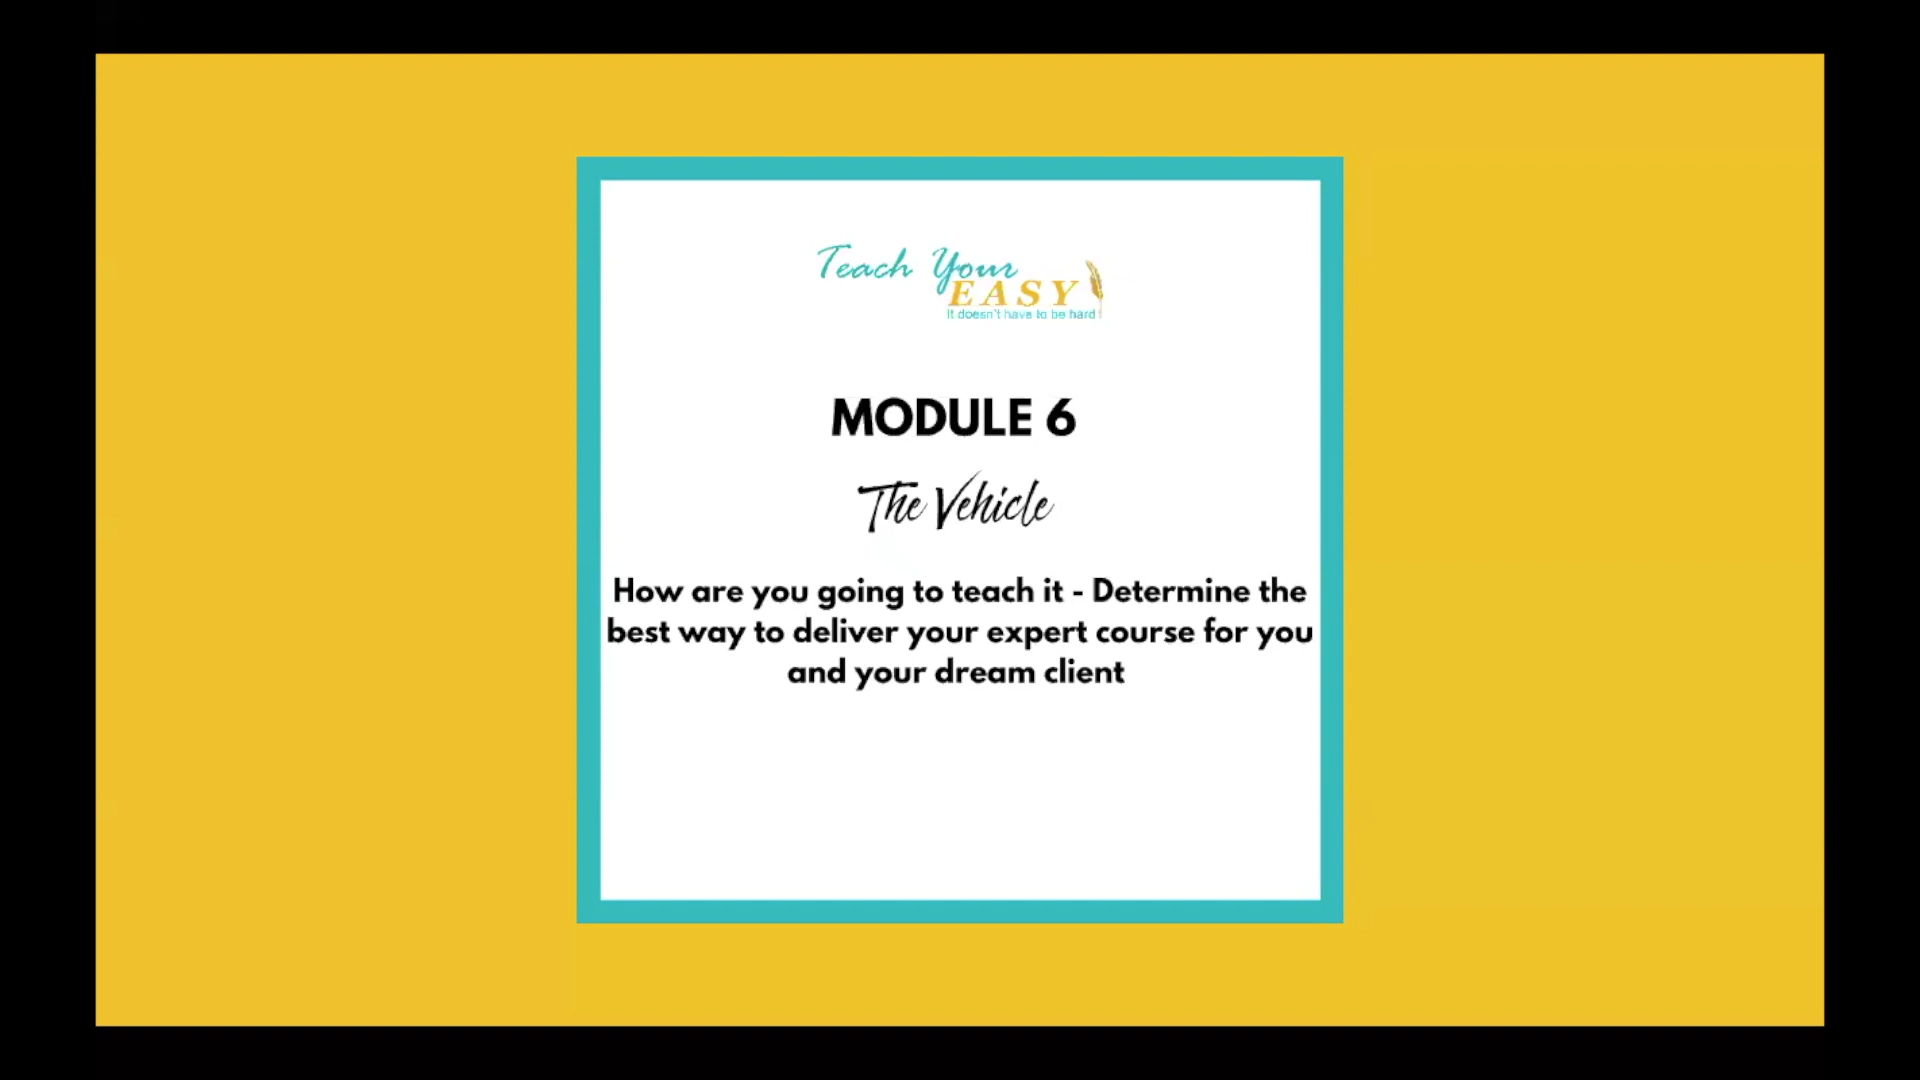 Teach Your
EASY
It doesn't have to be hard
MODULE 6
The Vehicle
How are you going to teach it - Determine the
best way to deliver your expert course for you
and your dream client